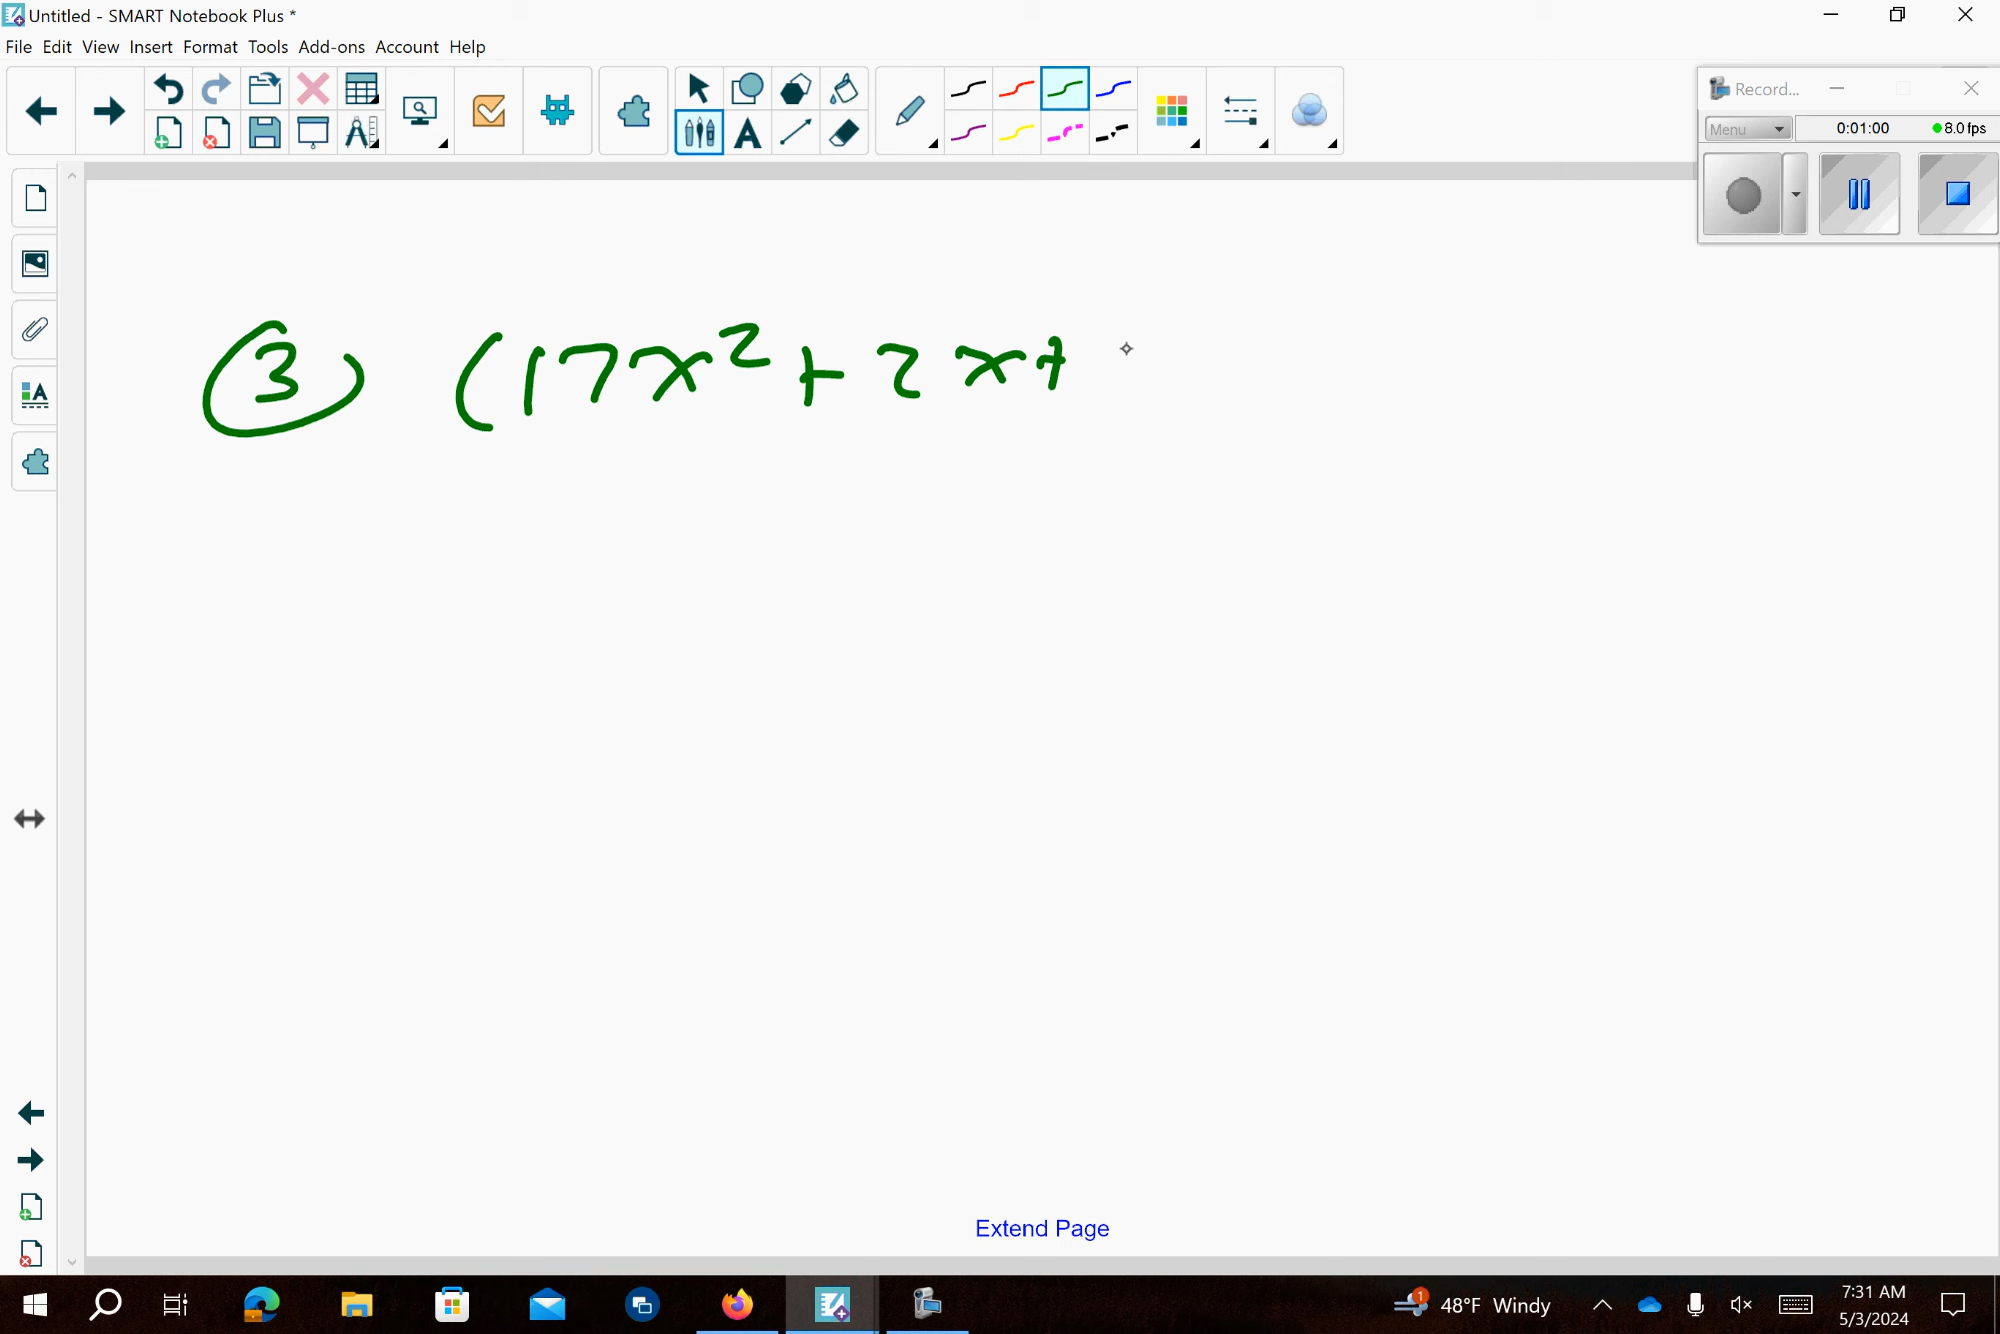 Untitled - SMART Notebook Plus *
File Edit View Insert Format Tools Add-ons Account Help
Record...
Menu 0:01:00 8.0 fps
③ (17x² + 2x +
Extend Page
1 48°F Windy 7:31 AM
5/3/2024